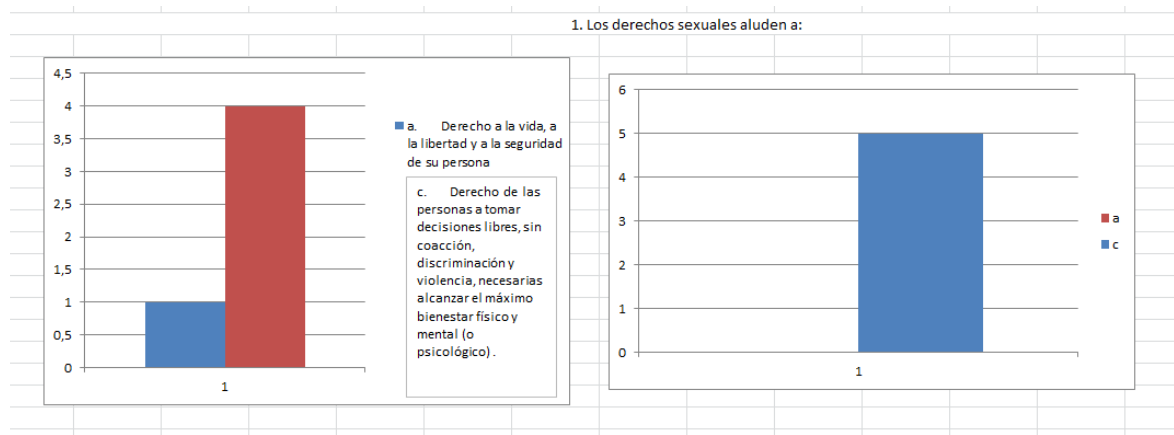 1. Los derechos sexuales aluden a:
4,5
4
3,5
3
2,5
2
1,5
1
0,5
0
1
a. Derecho a la vida, a
la libertad y a la seguridad
de su persona
c. Derecho de las
personas a tomar
decisiones libres, sin
coacción,
discriminación y
violencia, necesarias
alcanzar el máximo
bienestar físico y
mental (o
psicológico) .
6
5
4
3
2
1
0
1
a
c